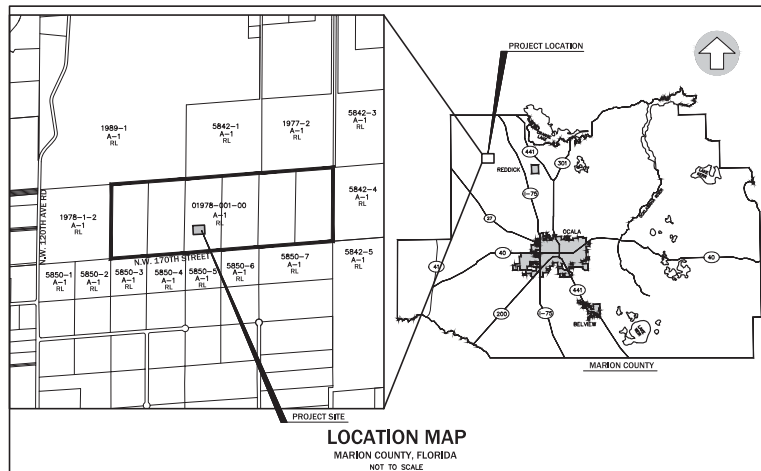 PROJECT LOCATION
1989-1
A-1
RL
5842-1
A-1
RL
1977-2
A-1
RL
5842-3
A-1
RL
1978-1-2
A-1
RL
01978-001-00
A-1
RL
5842-4
A-1
RL
N.W. 120TH AVE RD
N.W. 170TH STREET
5850-1
A-1
RL
5850-2
A-1
RL
5850-3
A-1
RL
5850-4
A-1
RL
5850-5
A-1
RL
5850-6
A-1
RL
5850-7
A-1
RL
5842-5
A-1
RL
PROJECT SITE
441
301
REDDICK
I-75
27
OCALA
40
40
41
441
200
I-75
BELVIEW
MARION COUNTY
LOCATION MAP
MARION COUNTY, FLORIDA
NOT TO SCALE